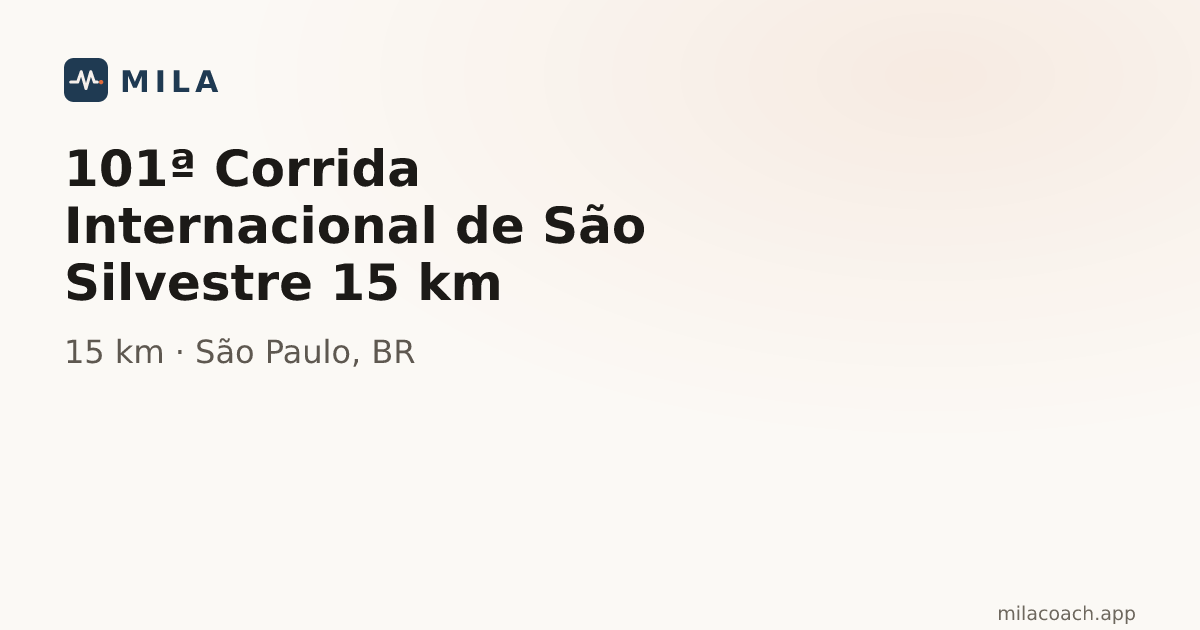 MILA
101ª Corrida
Internacional de São
Silvestre 15 km
15 km · São Paulo, BR
milacoach.app